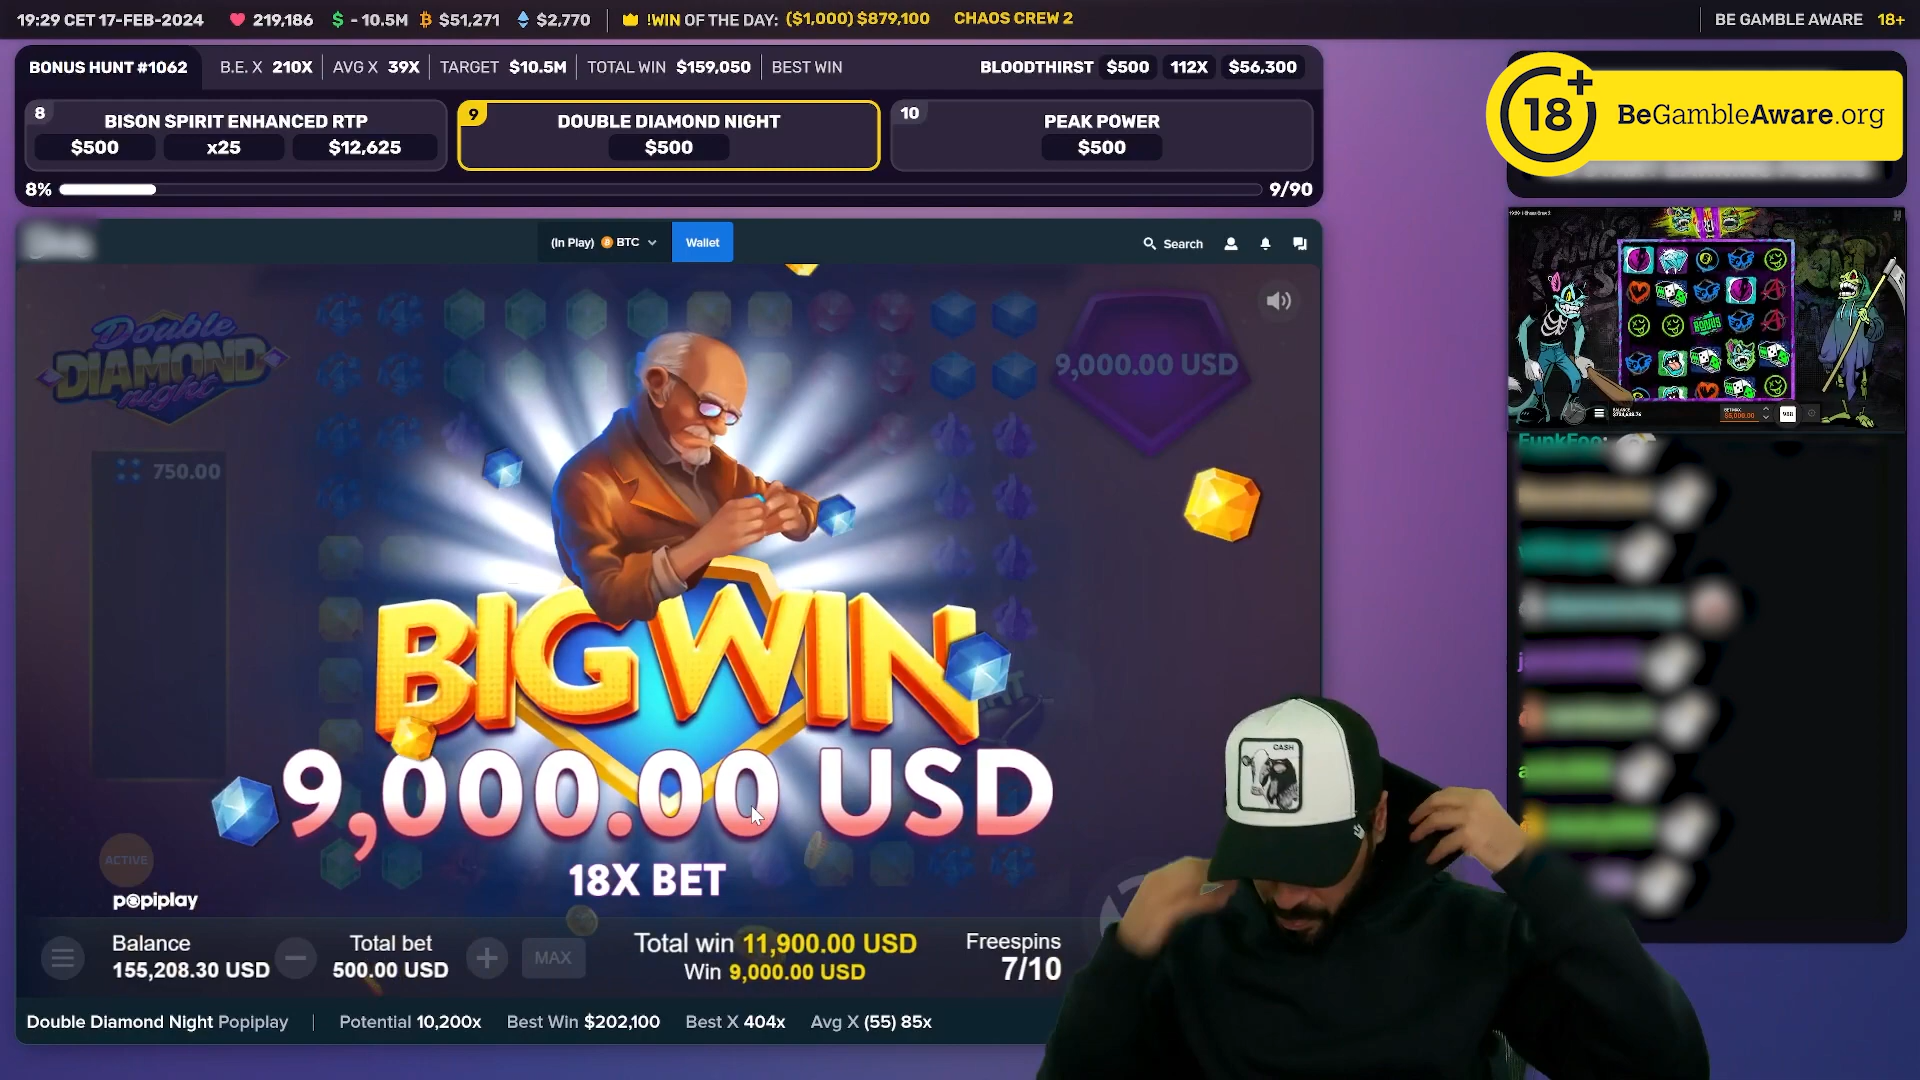 19:29 CET 17-FEB-2024 219,186 $ - 10.5M $51,271 $2,770 !WIN OF THE DAY: ($1,000) $879,100 CHAOS CREW 2 BE GAMBLE AWARE 18+
BONUS HUNT #1062 B.E. X 210X AVG X 39X TARGET $10.5M TOTAL WIN $159,050 BEST WIN BLOODTHIRST $500 112X $56,300
8 BISON SPIRIT ENHANCED RTP
$500 x25 $12,625
9 DOUBLE DIAMOND NIGHT
$500
10 PEAK POWER
$500
8% 9/90
18+ BeGambleAware.org
(In Play) BTC Wallet Search
Double
DIAMOND
night
9,000.00 USD
750.00
BONUS
BIG WIN
9,000.00 USD
18X BET
CASH
ACTIVE
popiplay
Balance
155,208.30 USD
Total bet
500.00 USD
MAX
Total win 11,900.00 USD
Win 9,000.00 USD
Freespins
7/10
FunkFoo:
Double Diamond Night Popiplay Potential 10,200x Best Win $202,100 Best X 404x Avg X (55) 85x